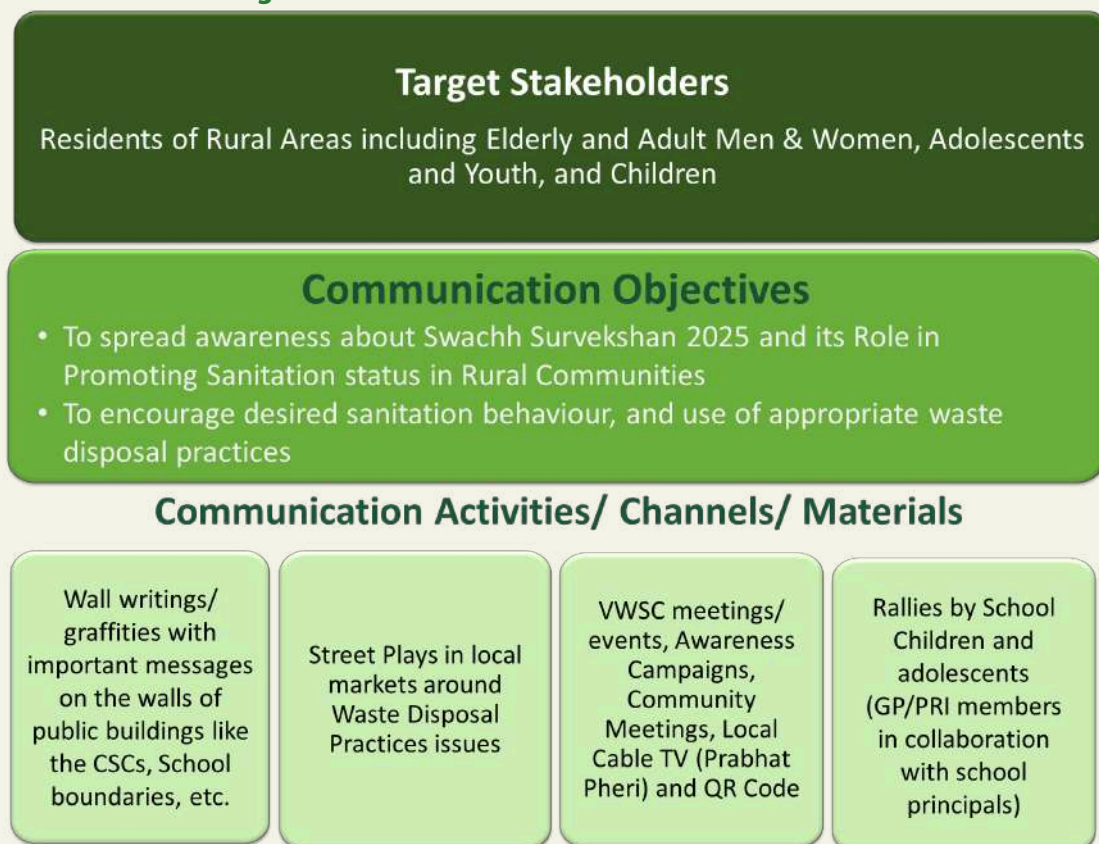 Target Stakeholders
Residents of Rural Areas including Elderly and Adult Men & Women, Adolescents
and Youth, and Children
Communication Objectives
• To spread awareness about Swachh Survekshan 2025 and its Role in
Promoting Sanitation status in Rural Communities
• To encourage desired sanitation behaviour, and use of appropriate waste
disposal practices
Communication Activities/ Channels/ Materials
Wall writings/
graffities with
important messages
on the walls of
public buildings like
the CSCs, School
boundaries, etc.
Street Plays in local
markets around
Waste Disposal
Practices issues
VWSC meetings/
events, Awareness
Campaigns,
Community
Meetings, Local
Cable TV (Prabhat
Pheri) and QR Code
Rallies by School
Children and
adolescents
(GP/PRI members
in collaboration
with school
principals)